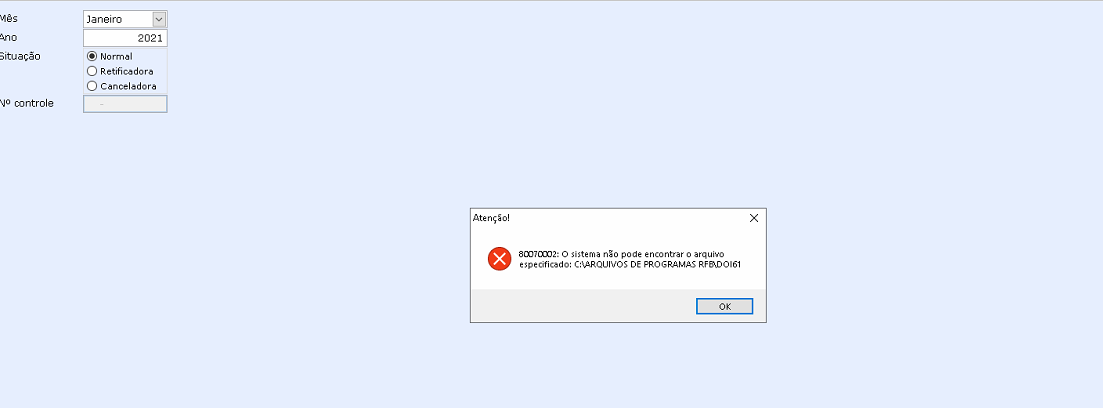 Mês
Janeiro
Ano
2021
Situação
Normal
Retificadora
Canceladora
Nº controle
-
Atenção!
80070002: O sistema não pode encontrar o arquivo
especificado: C:\ARQUIVOS DE PROGRAMAS RFB\DOI61
OK